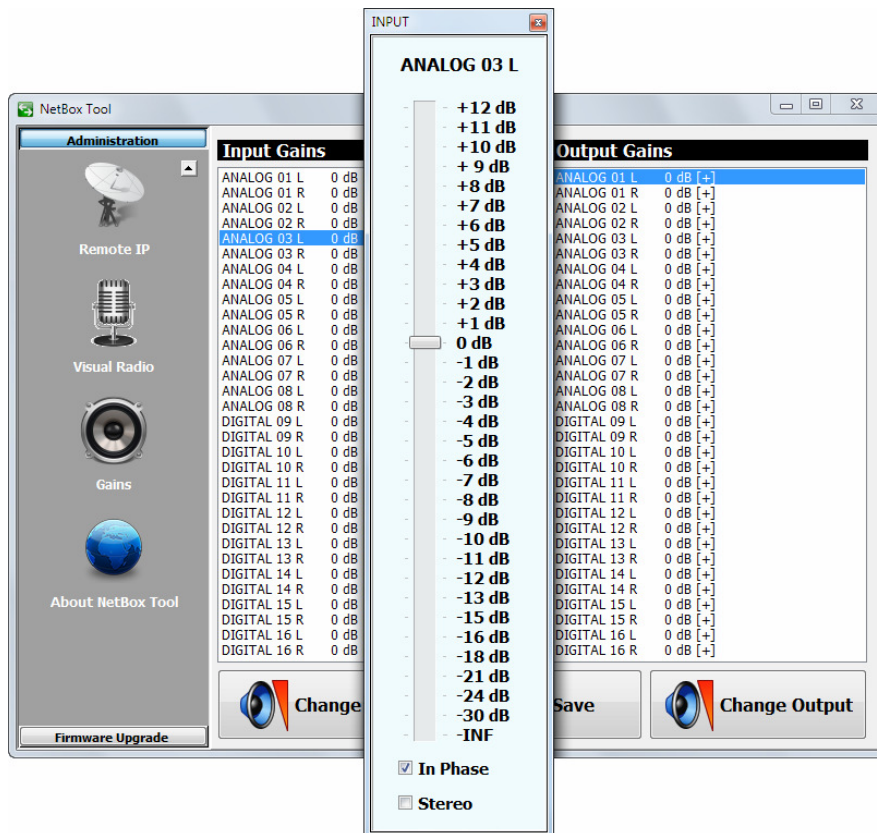 INPUT
ANALOG 03 L
+12 dB
+11 dB
+10 dB
+ 9 dB
+8 dB
+7 dB
+6 dB
+5 dB
+4 dB
+3 dB
+2 dB
+1 dB
0 dB
-1 dB
-2 dB
-3 dB
-4 dB
-5 dB
-6 dB
-7 dB
-8 dB
-9 dB
-10 dB
-11 dB
-12 dB
-13 dB
-15 dB
-16 dB
-18 dB
-21 dB
-24 dB
-30 dB
-INF
In Phase
Stereo
NetBox Tool
Administration
Remote IP
Visual Radio
Gains
About NetBox Tool
Firmware Upgrade
Input Gains
ANALOG 01 L 0 dB
ANALOG 01 R 0 dB
ANALOG 02 L 0 dB
ANALOG 02 R 0 dB
ANALOG 03 L 0 dB
ANALOG 03 R 0 dB
ANALOG 04 L 0 dB
ANALOG 04 R 0 dB
ANALOG 05 L 0 dB
ANALOG 05 R 0 dB
ANALOG 06 L 0 dB
ANALOG 06 R 0 dB
ANALOG 07 L 0 dB
ANALOG 07 R 0 dB
ANALOG 08 L 0 dB
ANALOG 08 R 0 dB
DIGITAL 09 L 0 dB
DIGITAL 09 R 0 dB
DIGITAL 10 L 0 dB
DIGITAL 10 R 0 dB
DIGITAL 11 L 0 dB
DIGITAL 11 R 0 dB
DIGITAL 12 L 0 dB
DIGITAL 12 R 0 dB
DIGITAL 13 L 0 dB
DIGITAL 13 R 0 dB
DIGITAL 14 L 0 dB
DIGITAL 14 R 0 dB
DIGITAL 15 L 0 dB
DIGITAL 15 R 0 dB
DIGITAL 16 L 0 dB
DIGITAL 16 R 0 dB
Change
Output Gains
ANALOG 01 L 0 dB [+]
ANALOG 01 R 0 dB [+]
ANALOG 02 L 0 dB [+]
ANALOG 02 R 0 dB [+]
ANALOG 03 L 0 dB [+]
ANALOG 03 R 0 dB [+]
ANALOG 04 L 0 dB [+]
ANALOG 04 R 0 dB [+]
ANALOG 05 L 0 dB [+]
ANALOG 05 R 0 dB [+]
ANALOG 06 L 0 dB [+]
ANALOG 06 R 0 dB [+]
ANALOG 07 L 0 dB [+]
ANALOG 07 R 0 dB [+]
ANALOG 08 L 0 dB [+]
ANALOG 08 R 0 dB [+]
DIGITAL 09 L 0 dB [+]
DIGITAL 09 R 0 dB [+]
DIGITAL 10 L 0 dB [+]
DIGITAL 10 R 0 dB [+]
DIGITAL 11 L 0 dB [+]
DIGITAL 11 R 0 dB [+]
DIGITAL 12 L 0 dB [+]
DIGITAL 12 R 0 dB [+]
DIGITAL 13 L 0 dB [+]
DIGITAL 13 R 0 dB [+]
DIGITAL 14 L 0 dB [+]
DIGITAL 14 R 0 dB [+]
DIGITAL 15 L 0 dB [+]
DIGITAL 15 R 0 dB [+]
DIGITAL 16 L 0 dB [+]
DIGITAL 16 R 0 dB [+]
Save
Change Output